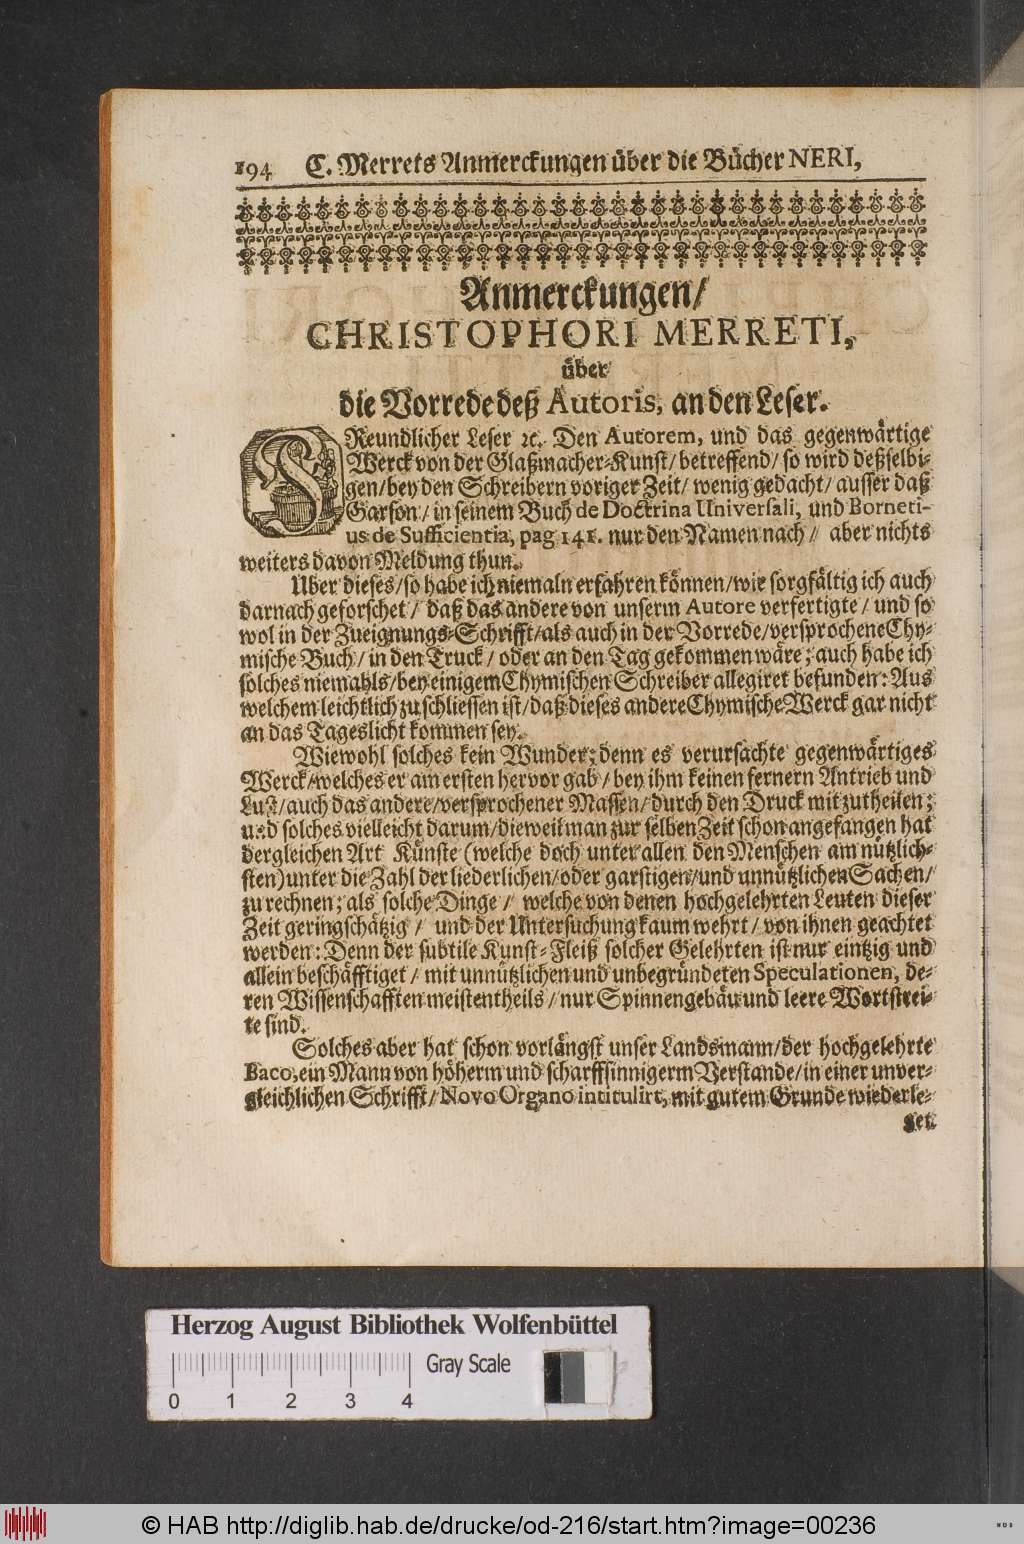 194 C. Merrets Anmerckungen über die Bücher NERI,
Anmerckungen/
CHRISTOPHORI MERRETI,
über
die Vorrede deß Autoris, an den Leser.
FReundlicher Leser ꝛc. Den Autorem, und das gegenwärtige
Werck von der Glaßmacher-Kunst/ betreffend/ so wird deßselbi-
gen/ bey den Schreibern voriger Zeit/ wenig gedacht/ ausser daß
Garson/ in seinem Buch de Doctrina Universali, und Borneti-
us de Sufficientia, pag 141. nur den Namen nach/ aber nichts
weiters davon Meldung thun.
Uber dieses/ so habe ich niemaln erfahren können/ wie sorgfältig ich auch
darnach geforschet/ daß das andere von unserm Autore verfertigte/ und so
wol in der Zueignungs-Schrifft/ als auch in der Vorrede/ versprochene Chy-
mische Buch/ in den Truck/ oder an den Tag gekommen wäre; auch habe ich
solches niemahls/ bey einigem Chymischen Schreiber allegiret befunden: Aus
welchem leichtlich zu schliessen ist/ daß dieses andere Chymische Werck gar nicht
an das Tageslicht kommen sey.
Wiewohl solches kein Wunder; denn es verursachte gegenwärtiges
Werck/ welches er am ersten hervor gab/ bey ihm keinen fernern Antrieb und
Lust/ auch das andere/ versprochener Massen/ durch den Druck mitzutheilen;
und solches vielleicht darum/ dieweil man zur selben Zeit schon angefangen hat
dergleichen Art Künste (welche doch unter allen den Menschen am nützlich-
sten) unter die Zahl der liederlichen/ oder garstigen/ und unnützlichen Sachen/
zu rechnen; als solche Dinge/ welche von denen hochgelehrten Leuten dieser
Zeit geringschätzig/ und der Untersuchung kaum wehrt/ von ihnen geachtet
werden: Denn der subtile Kunst-Fleiß solcher Gelehrten ist nur eintzig und
allein beschäfftiget/ mit unnützlichen und unbegründeten Speculationen, de-
ren Wissenschafften meistentheils/ nur Spinnengebäu und leere Wortstrei-
te sind.
Solches aber hat schon vorlängst unser Landsmann/ der hochgelehrte
Baco, ein Mann von höherm und scharffsinnigerm Verstande/ in einer unver-
gleichlichen Schrifft/ Novo Organo intitulirt, mit gutem Grunde wiederle-
get.
Herzog August Bibliothek Wolfenbüttel
Gray Scale
0 1 2 3 4
© HAB http://diglib.hab.de/drucke/od-216/start.htm?image=00236